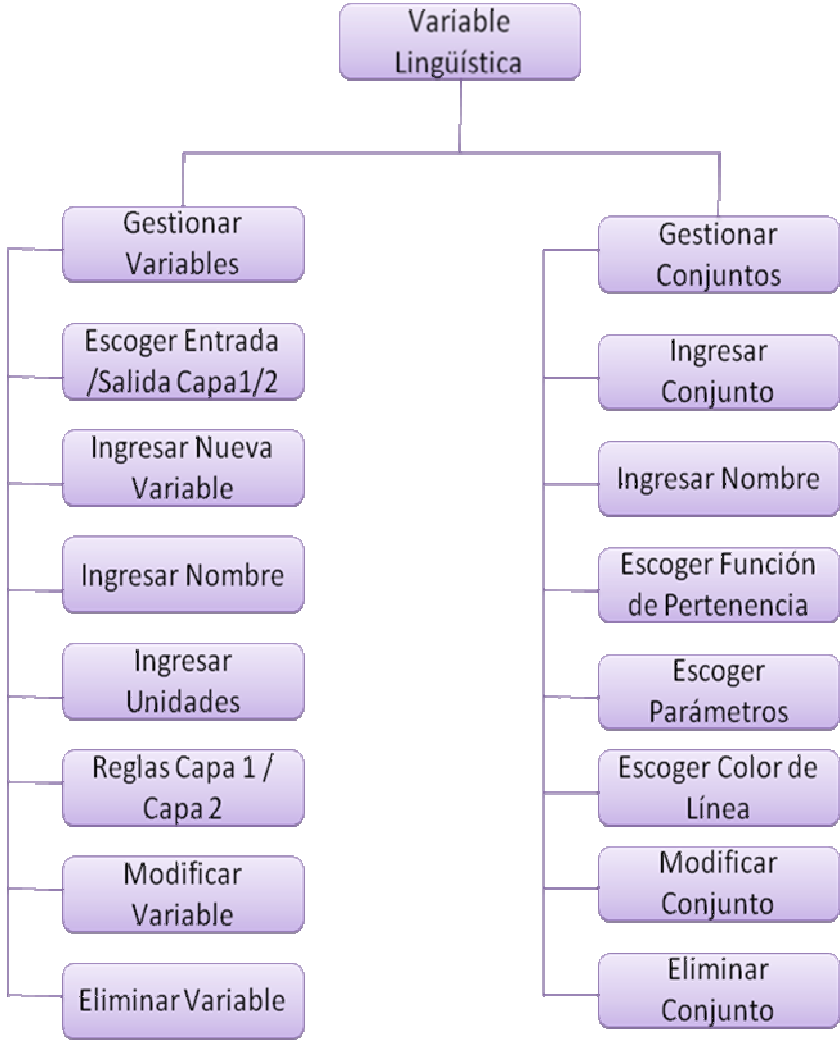 Variable
Lingüística
Gestionar
Variables
Escoger Entrada
/Salida Capa1/2
Ingresar Nueva
Variable
Ingresar Nombre
Ingresar
Unidades
Reglas Capa 1 /
Capa 2
Modificar
Variable
Eliminar Variable
Gestionar
Conjuntos
Ingresar
Conjunto
Ingresar Nombre
Escoger Función
de Pertenencia
Escoger
Parámetros
Escoger Color de
Línea
Modificar
Conjunto
Eliminar
Conjunto